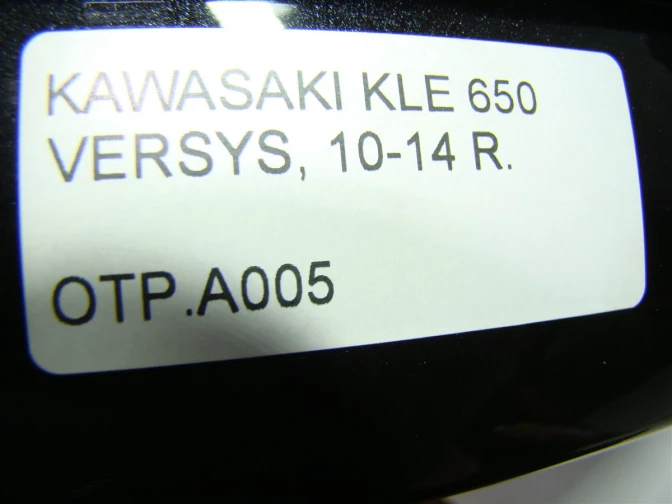 KAWASAKI KLE 650
VERSYS, 10-14 R.
OTP.A005